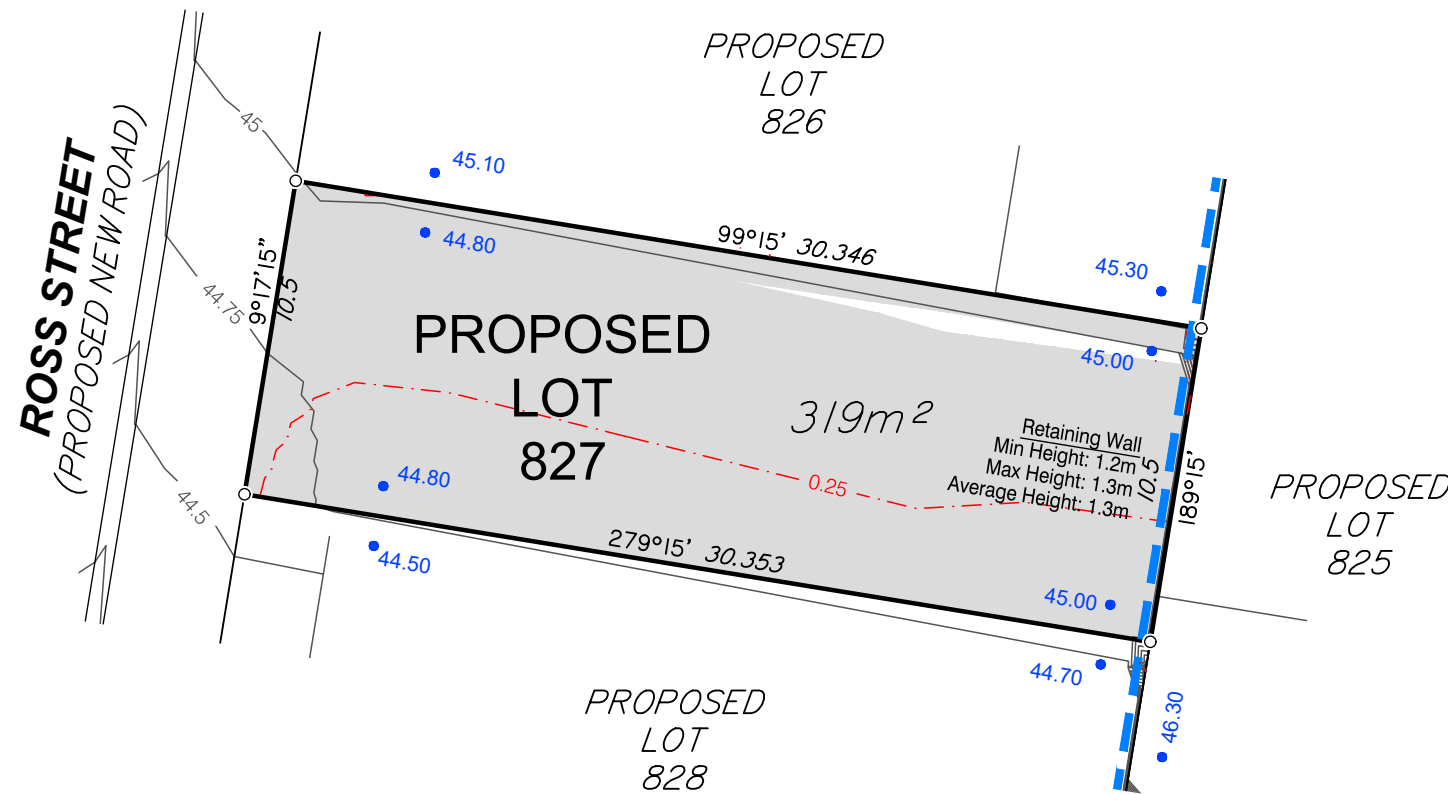 PROPOSED
LOT
826
45
45.10
44.80
99°15' 30.346
45.30
45.00
ROSS STREET
(PROPOSED NEW ROAD)
9°17'15"
10.5
44.75
PROPOSED
LOT
827
319m²
Retaining Wall
Min Height: 1.2m
Max Height: 1.3m
Average Height: 1.3m
10.5
189°15'
0.25
44.80
44.5
44.50
279°15' 30.353
45.00
PROPOSED
LOT
825
44.70
46.30
PROPOSED
LOT
828